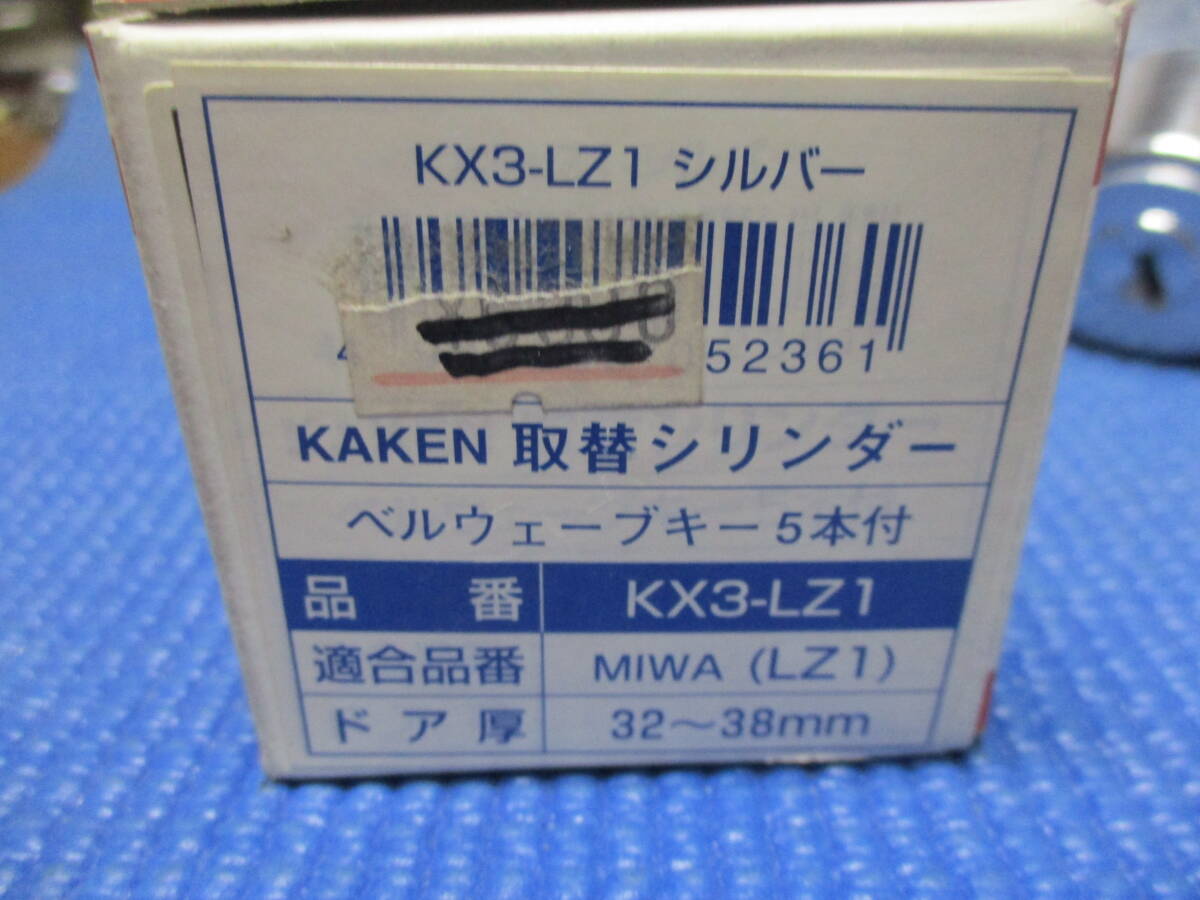 KX3-LZ1 シルバー
52361
KAKEN 取替シリンダー
ベルウェーブキー5本付
品番 KX3-LZ1
適合品番 MIWA (LZ1)
ドア厚 32～38mm